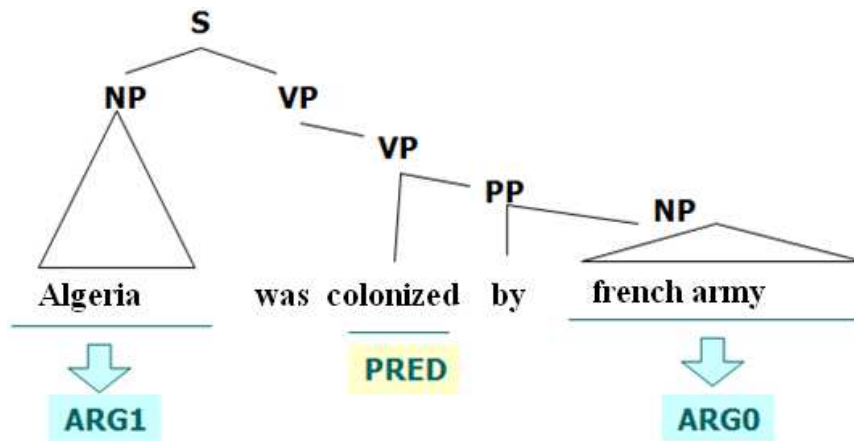 S
NP VP
VP
PP
NP
Algeria was colonized by french army
PRED
ARG1 ARG0